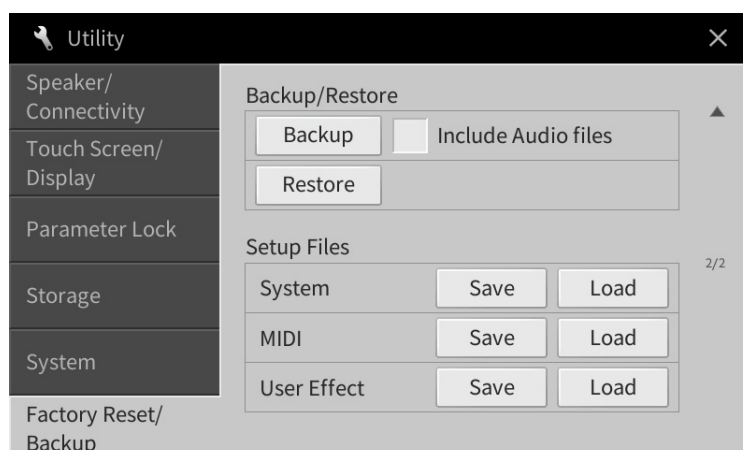 Utility
Speaker/
Connectivity
Touch Screen/
Display
Parameter Lock
Storage
System
Factory Reset/
Backup
Backup/Restore
Backup Include Audio files
Restore
Setup Files
System Save Load
MIDI Save Load
User Effect Save Load
2/2